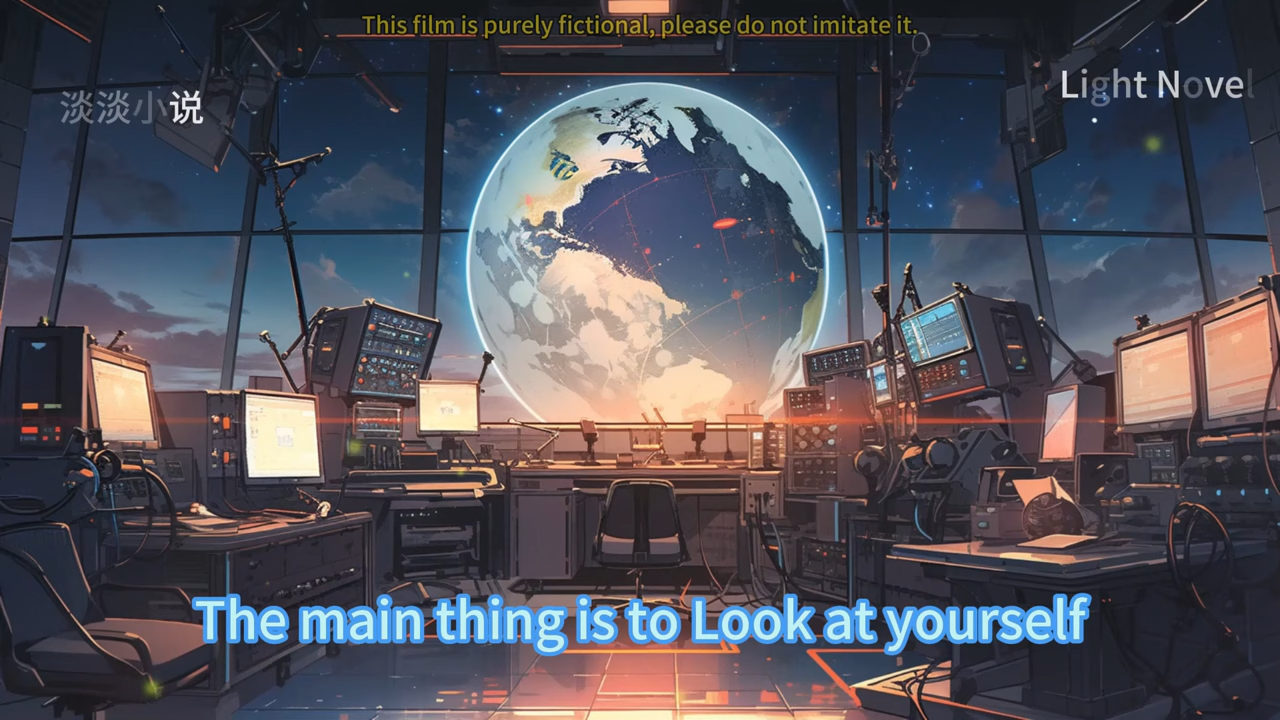 This film is purely fictional, please do not imitate it.
淡淡小说
Light Novel
The main thing is to Look at yourself